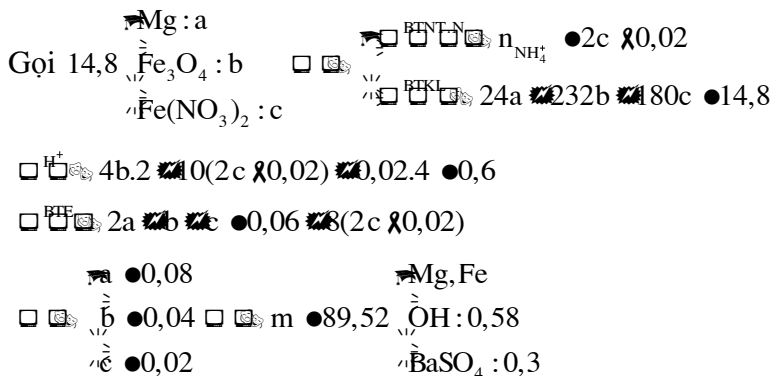 Gọi 14,8 { Mg : a ; Fe₃O₄ : b ; Fe(NO₃)₂ : c
BTNT.N n_NH₄⁺ ●2c 0,02
BTKL 24a 232b 180c ●14,8
H⁺ 4b.2 10(2c 0,02) 0,02.4 ●0,6
BTE 2a b c ●0,06 8(2c 0,02)
a ●0,08
b ●0,04
c ●0,02
m ●89,52
Mg, Fe
OH : 0,58
BaSO₄ : 0,3